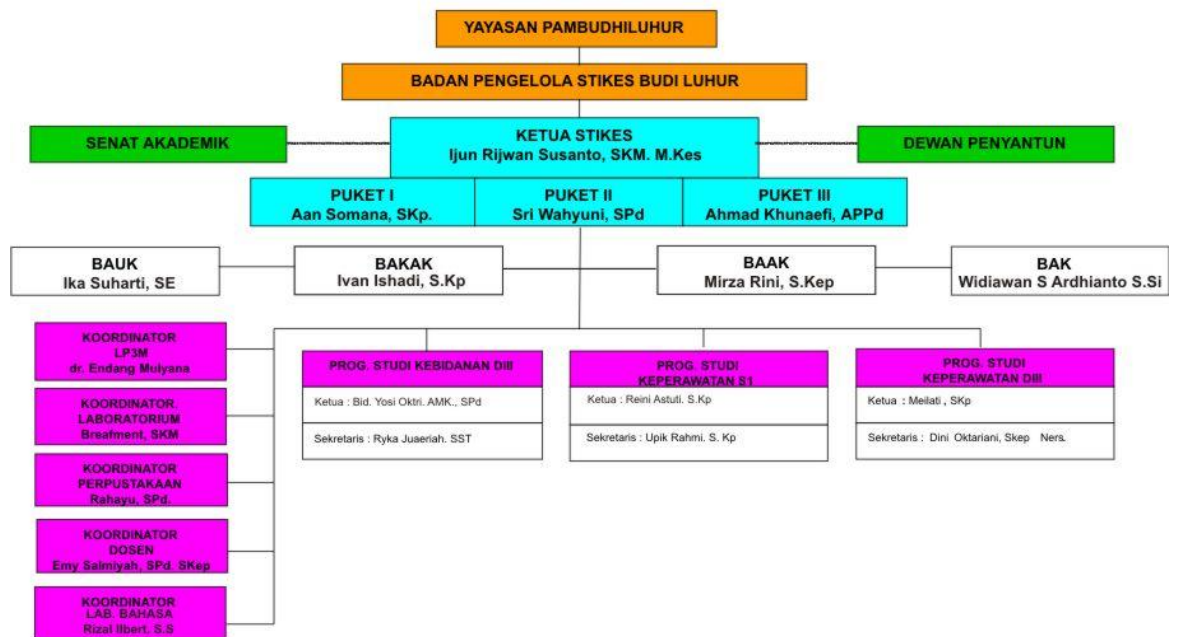 YAYASAN PAMBUDHILUHUR
BADAN PENGELOLA STIKES BUDI LUHUR
SENAT AKADEMIK
KETUA STIKES
Ijun Rijwan Susanto, SKM. M.Kes
DEWAN PENYANTUN
PUKET I
Aan Somana, SKp.
PUKET II
Sri Wahyuni, SPd
PUKET III
Ahmad Khunaefi, APPd
BAUK
Ika Suharti, SE
BAKAK
Ivan Ishadi, S.Kp
BAAK
Mirza Rini, S.Kep
BAK
Widiawan S Ardhianto S.Si
KOORDINATOR
LP3M
dr. Endang Mulyana
KOORDINATOR.
LABORATORIUM
Breafment, SKM
KOORDINATOR
PERPUSTAKAAN
Rahayu, SPd.
KOORDINATOR
DOSEN
Emy Salmiyah, SPd. SKep
KOORDINATOR
LAB. BAHASA
Rizal Ilbert. S.S
PROG. STUDI KEBIDANAN DIII
Ketua : Bid. Yosi Oktri. AMK., SPd
Sekretaris : Ryka Juaeriah. SST
PROG. STUDI
KEPERAWATAN S1
Ketua : Reini Astuti. S.Kp
Sekretaris : Upik Rahmi. S. Kp
PROG. STUDI
KEPERAWATAN DIII
Ketua : Meilati , SKp
Sekretaris : Dini Oktariani, Skep Ners.